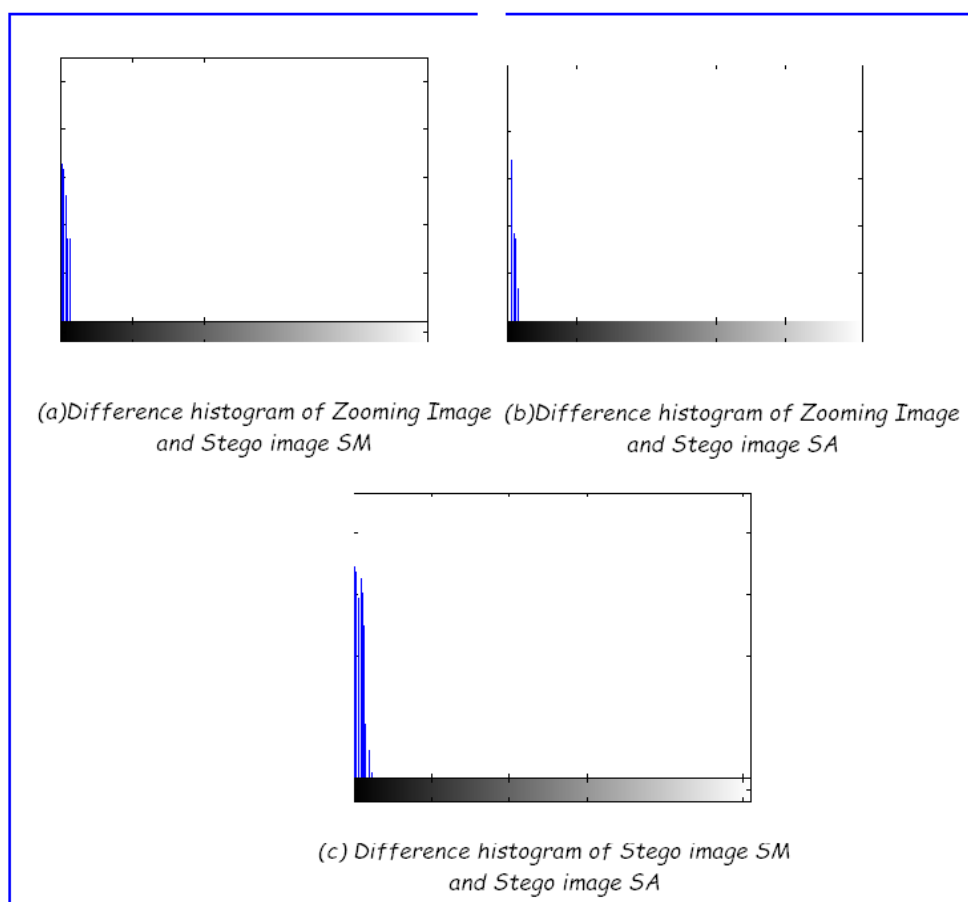 (a)Difference histogram of Zooming Image
and Stego image SM
(b)Difference histogram of Zooming Image
and Stego image SA
(c) Difference histogram of Stego image SM
and Stego image SA